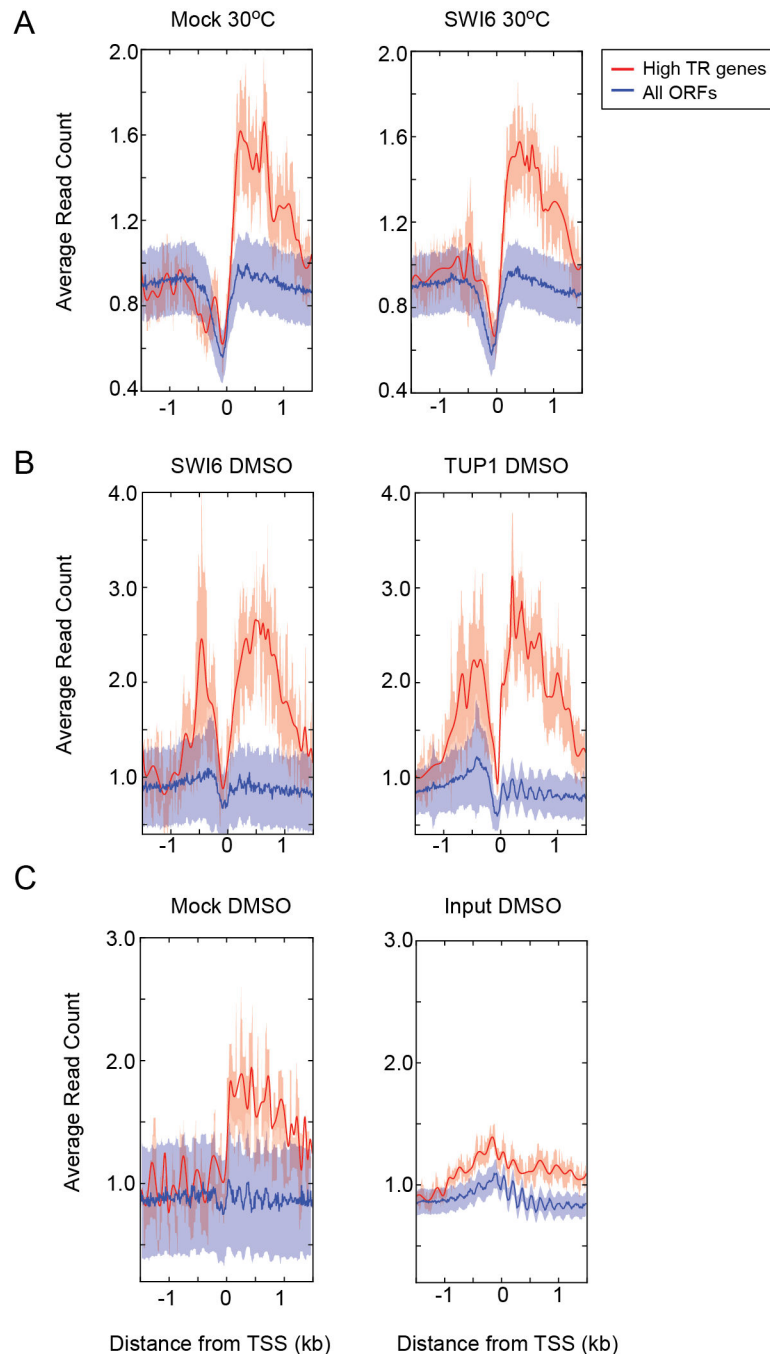 A
Mock 30°C
SWI6 30°C
High TR genes
All ORFs
Average Read Count
2.0
1.6
1.2
0.8
0.4
-1
0
1
2.0
1.6
1.2
0.8
0.4
-1
0
1
B
SWI6 DMSO
TUP1 DMSO
Average Read Count
4.0
3.0
2.0
1.0
-1
0
1
4.0
3.0
2.0
1.0
-1
0
1
C
Mock DMSO
Input DMSO
Average Read Count
3.0
2.0
1.0
-1
0
1
3.0
2.0
1.0
-1
0
1
Distance from TSS (kb)
Distance from TSS (kb)